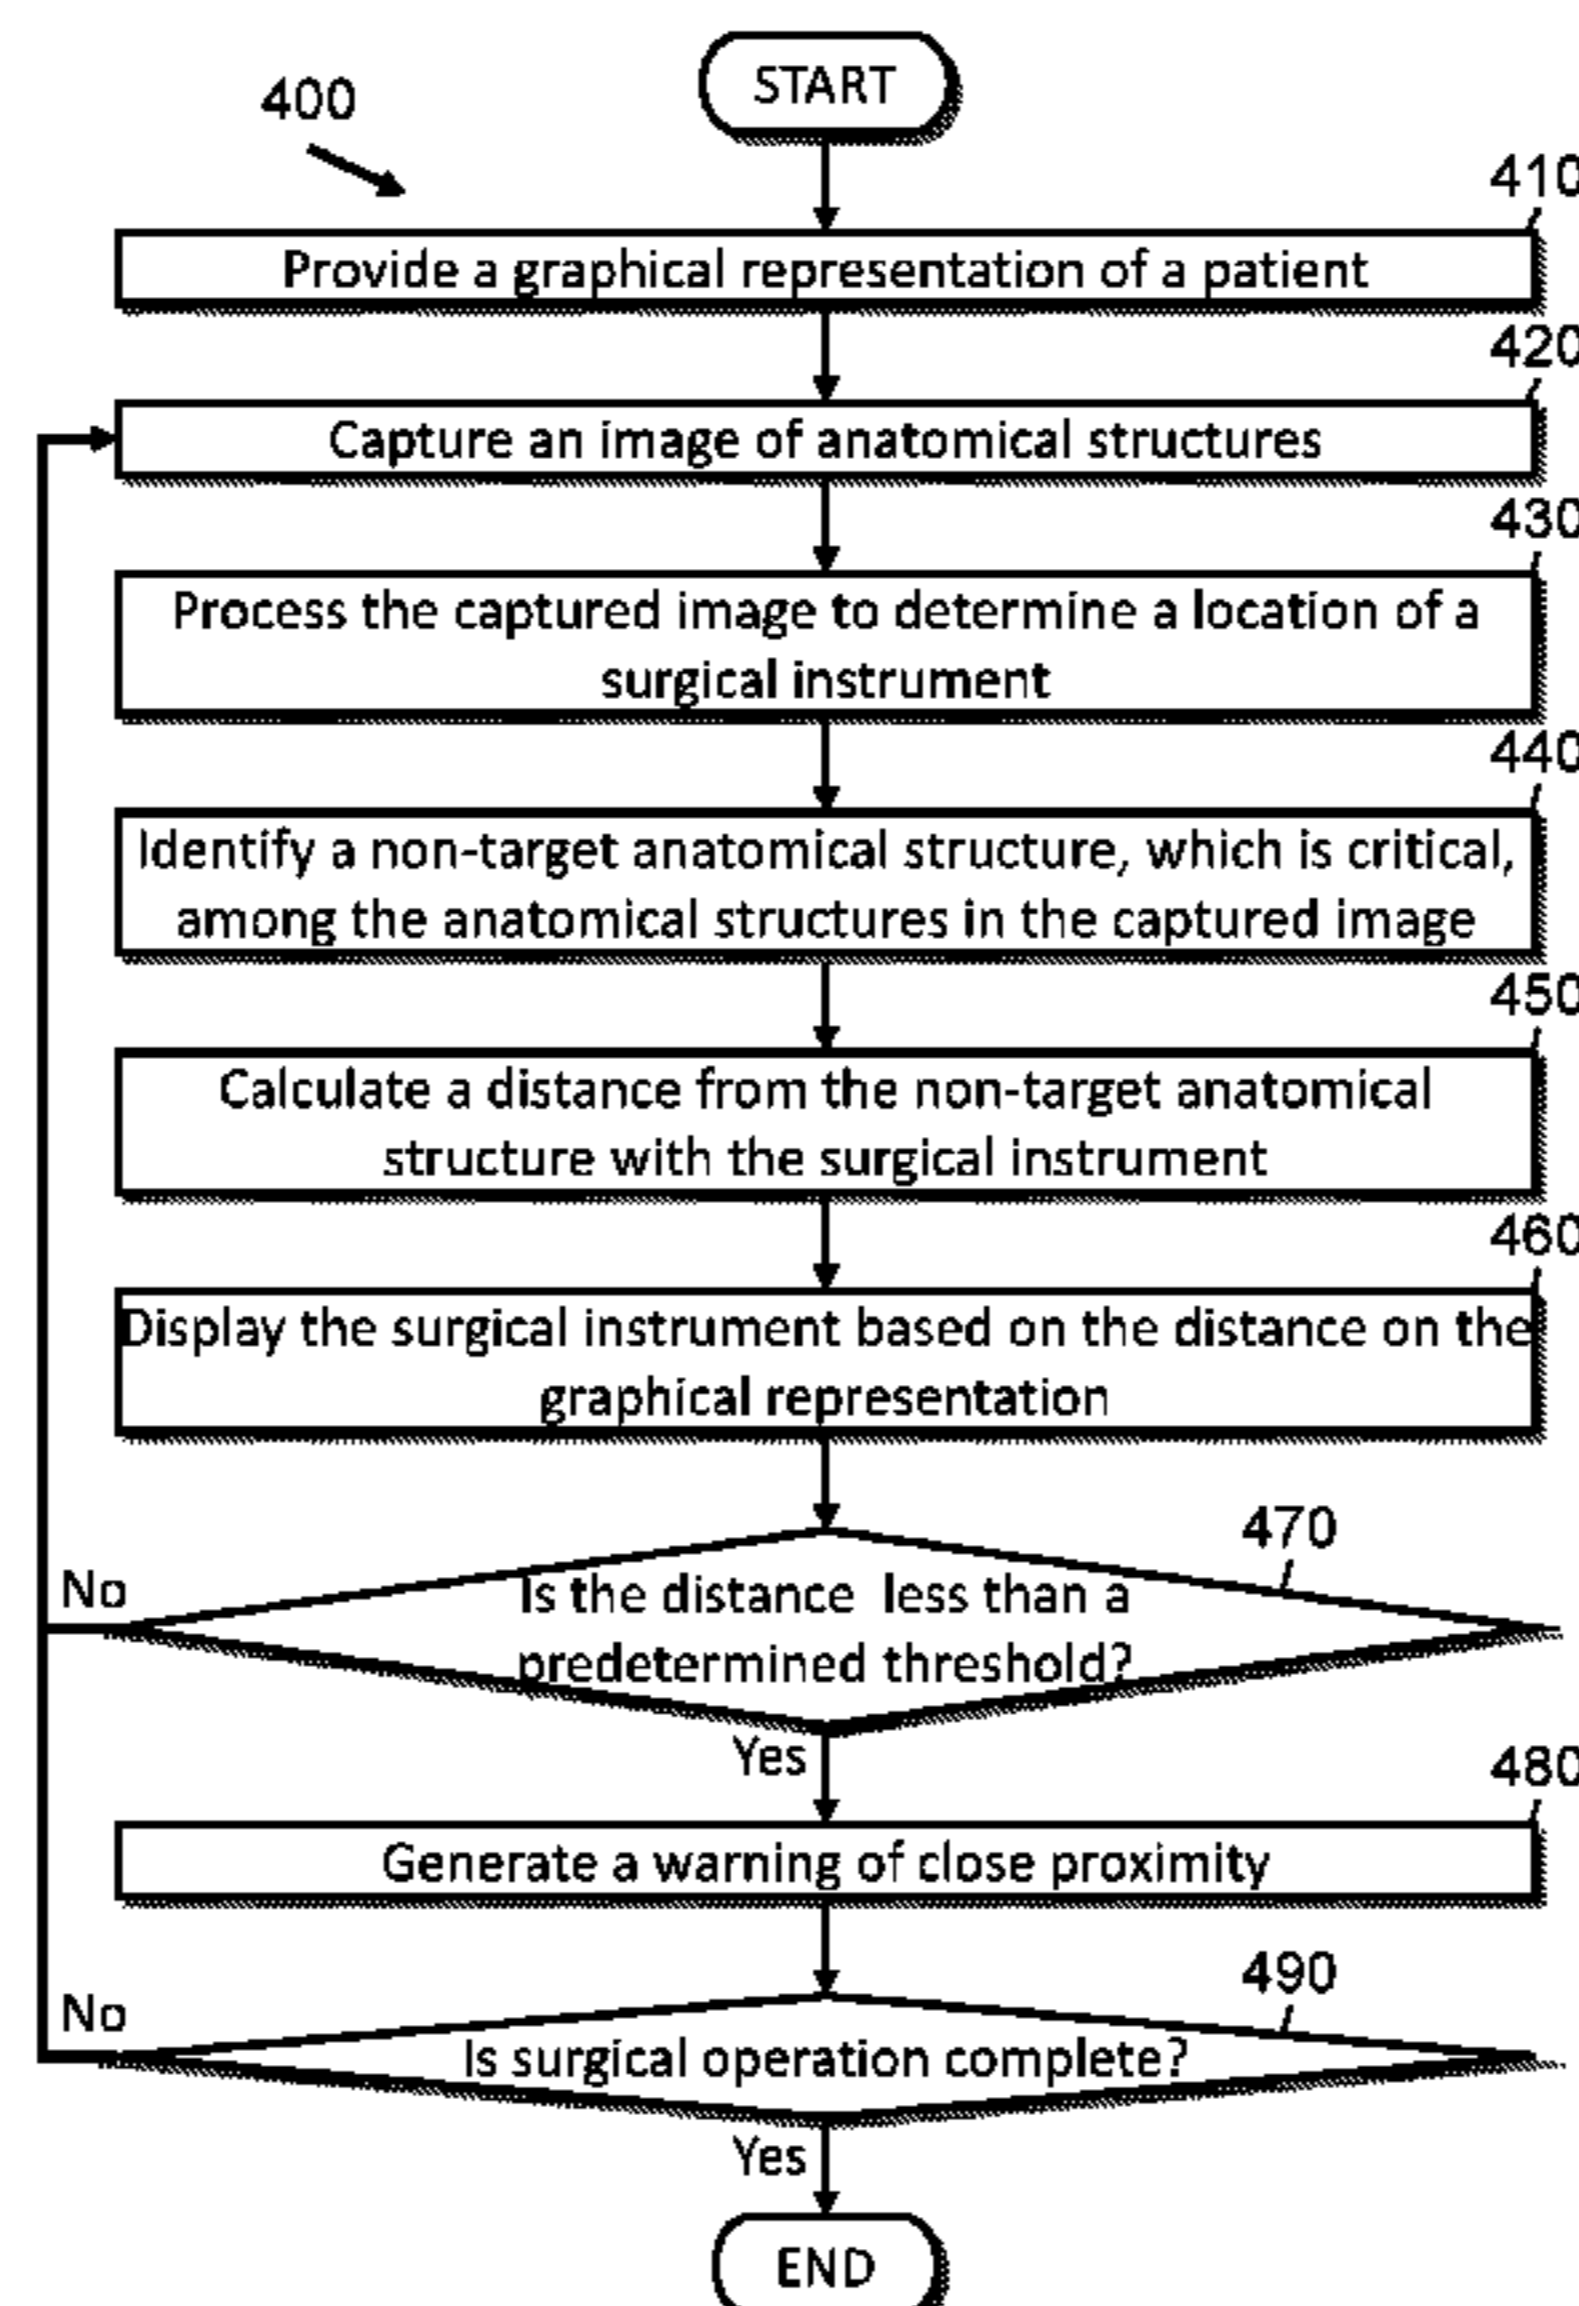 START
400
410
Provide a graphical representation of a patient
420
Capture an image of anatomical structures
430
Process the captured image to determine a location of a
surgical instrument
440
Identify a non-target anatomical structure, which is critical,
among the anatomical structures in the captured image
450
Calculate a distance from the non-target anatomical
structure with the surgical instrument
460
Display the surgical instrument based on the distance on the
graphical representation
470
No
Is the distance less than a
predetermined threshold?
Yes
480
Generate a warning of close proximity
490
No
Is surgical operation complete?
Yes
END